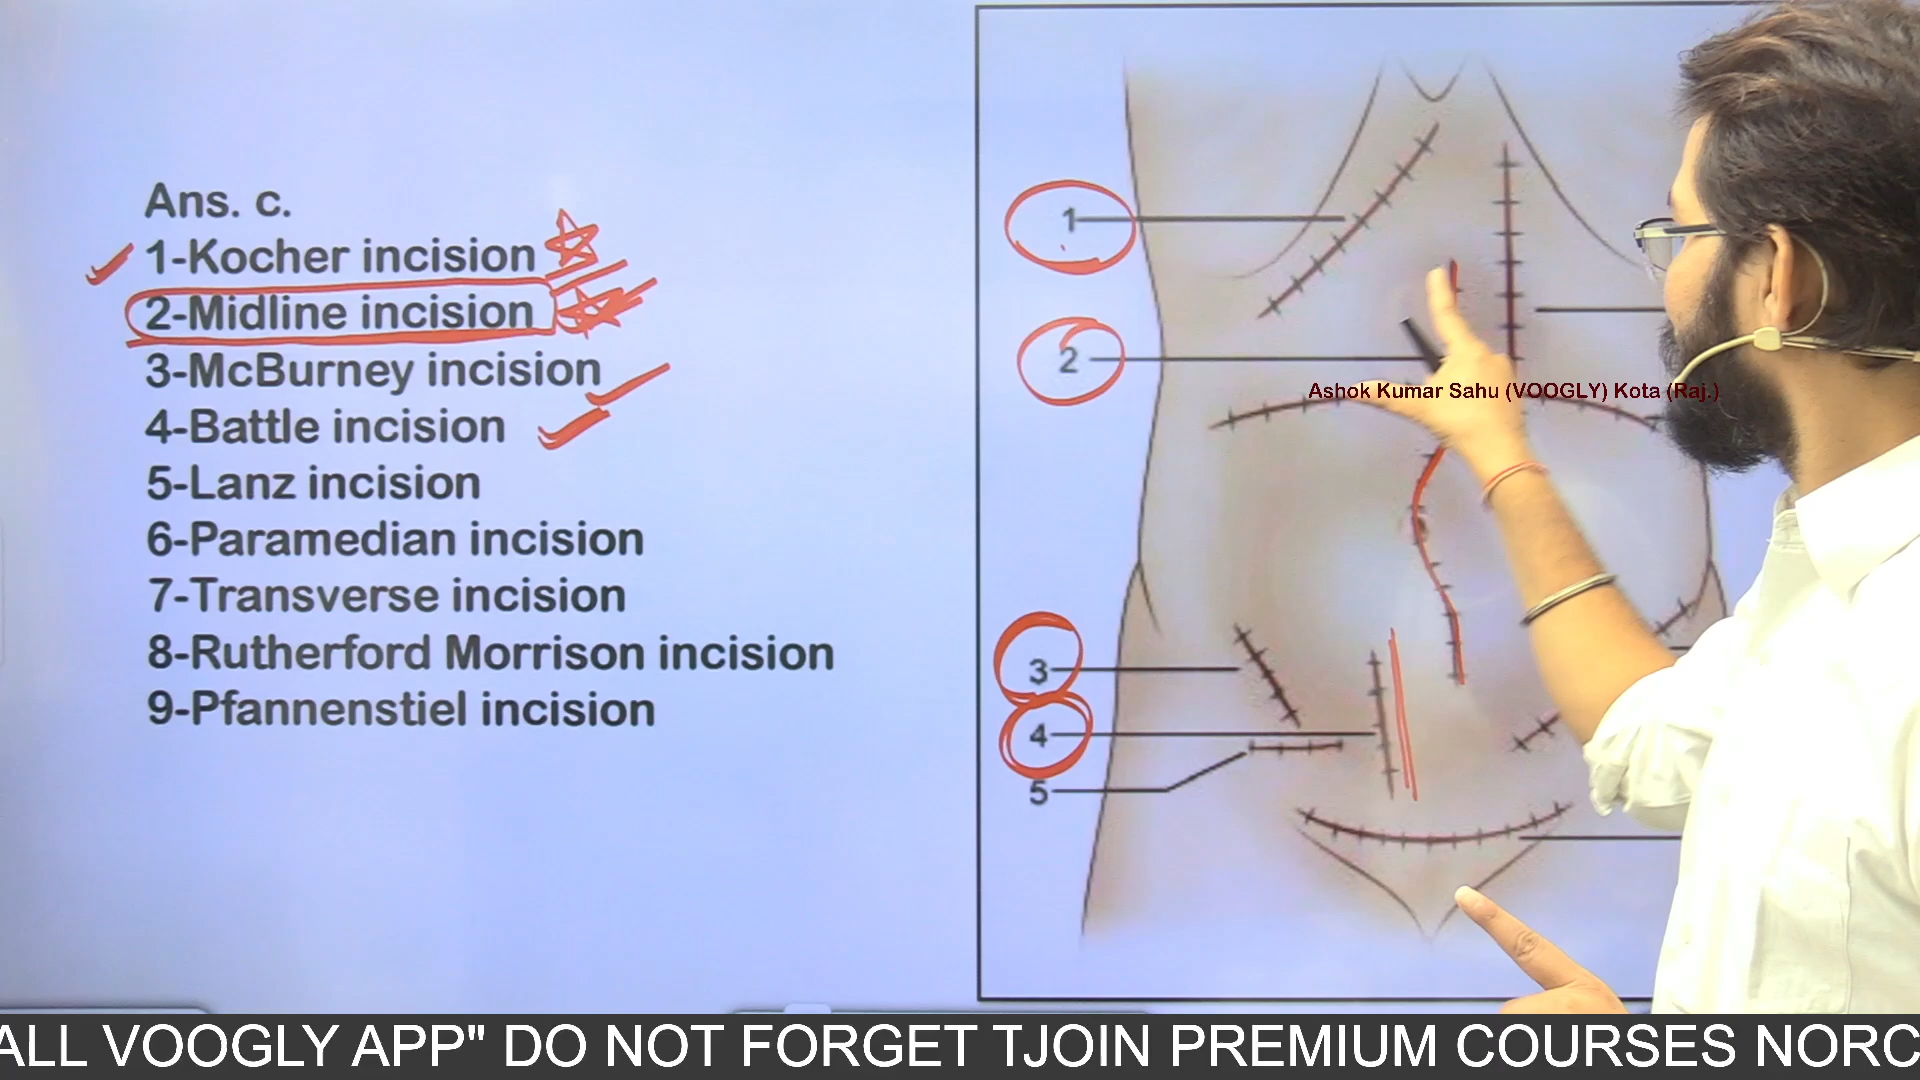 Ans. c.
1-Kocher incision
2-Midline incision
3-McBurney incision
4-Battle incision
5-Lanz incision
6-Paramedian incision
7-Transverse incision
8-Rutherford Morrison incision
9-Pfannenstiel incision
1
2
3
4
5
Ashok Kumar Sahu (VOOGLY) Kota (Raj.)
ALL VOOGLY APP" DO NOT FORGET TJOIN PREMIUM COURSES NORC